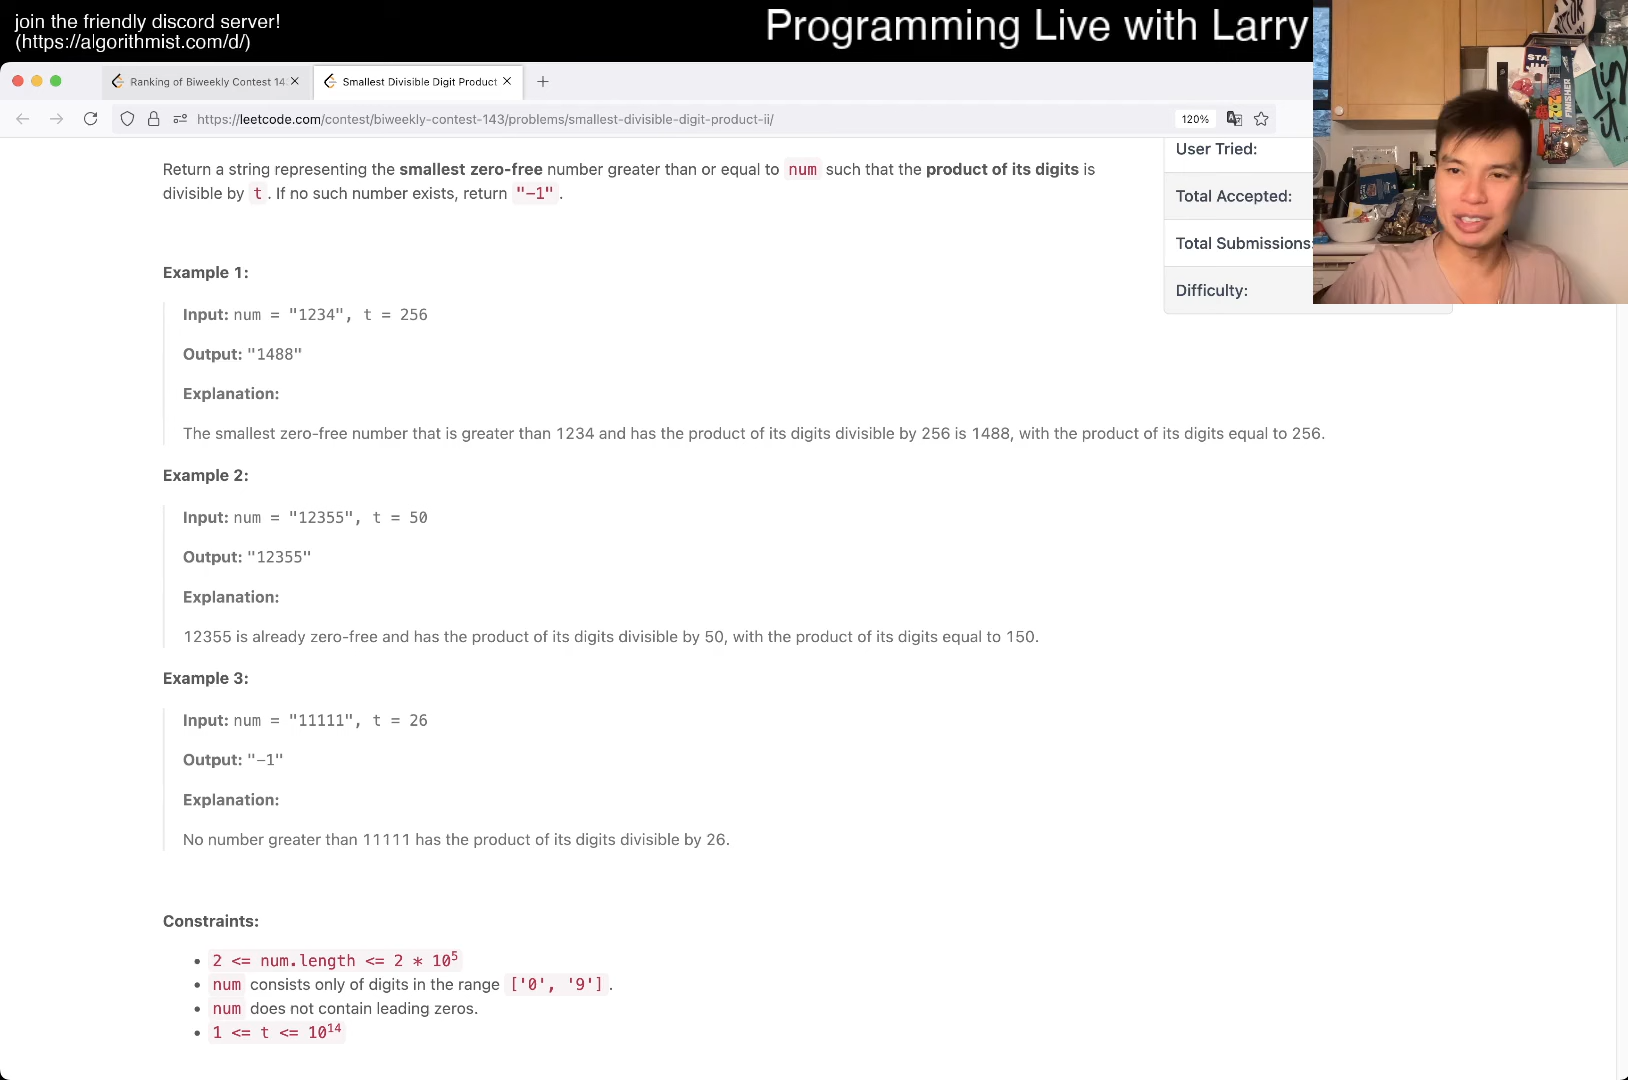 join the friendly discord server!
(https://algorithmist.com/d/)
Programming Live with Larry
Ranking of Biweekly Contest 14
Smallest Divisible Digit Product
https://leetcode.com/contest/biweekly-contest-143/problems/smallest-divisible-digit-product-ii/
120%
Return a string representing the smallest zero-free number greater than or equal to num such that the product of its digits is
divisible by t . If no such number exists, return "-1".
User Tried:
Total Accepted:
Total Submissions:
Difficulty:
Example 1:
Input: num = "1234", t = 256
Output: "1488"
Explanation:
The smallest zero-free number that is greater than 1234 and has the product of its digits divisible by 256 is 1488, with the product of its digits equal to 256.
Example 2:
Input: num = "12355", t = 50
Output: "12355"
Explanation:
12355 is already zero-free and has the product of its digits divisible by 50, with the product of its digits equal to 150.
Example 3:
Input: num = "11111", t = 26
Output: "-1"
Explanation:
No number greater than 11111 has the product of its digits divisible by 26.
Constraints:
• 2 <= num.length <= 2 * 10⁵
• num consists only of digits in the range ['0', '9'].
• num does not contain leading zeros.
• 1 <= t <= 10¹⁴
FINISHER